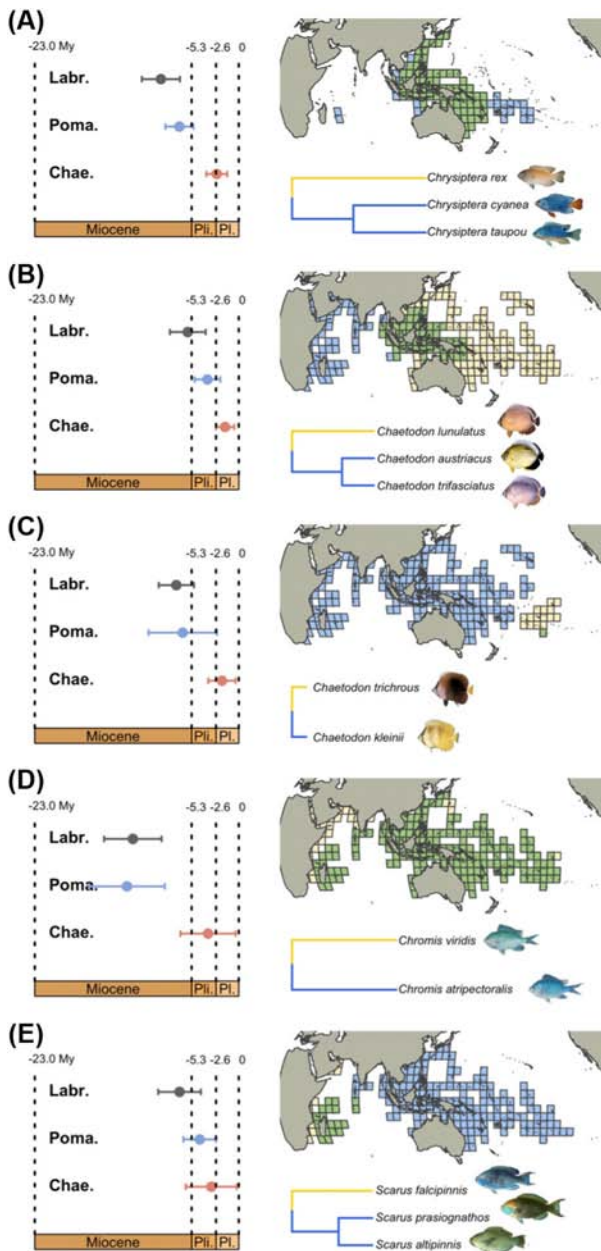 (A)
-23.0 My -5.3 -2.6 0
Labr.
Poma.
Chae.
Miocene Pli. Pl.
Chrysiptera rex
Chrysiptera cyanea
Chrysiptera taupou
(B)
-23.0 My -5.3 -2.6 0
Labr.
Poma.
Chae.
Miocene Pli. Pl.
Chaetodon lunulatus
Chaetodon austriacus
Chaetodon trifasciatus
(C)
-23.0 My -5.3 -2.6 0
Labr.
Poma.
Chae.
Miocene Pli. Pl.
Chaetodon trichrous
Chaetodon kleinii
(D)
-23.0 My -5.3 -2.6 0
Labr.
Poma.
Chae.
Miocene Pli. Pl.
Chromis viridis
Chromis atripectoralis
(E)
-23.0 My -5.3 -2.6 0
Labr.
Poma.
Chae.
Miocene Pli. Pl.
Scarus falcipinnis
Scarus prasiognathos
Scarus altipinnis